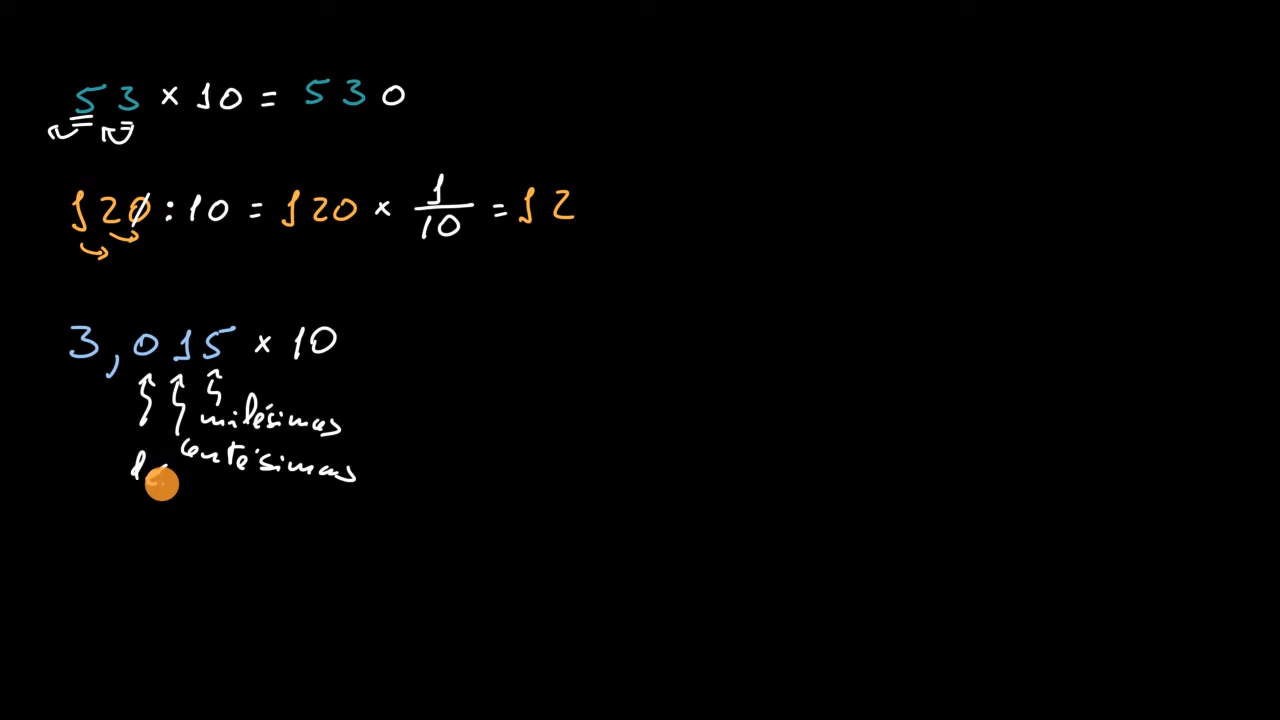 53 × 10 = 530
120 : 10 = 120 × 1/10 = 12
3,015 × 10
milésimas
centésimas